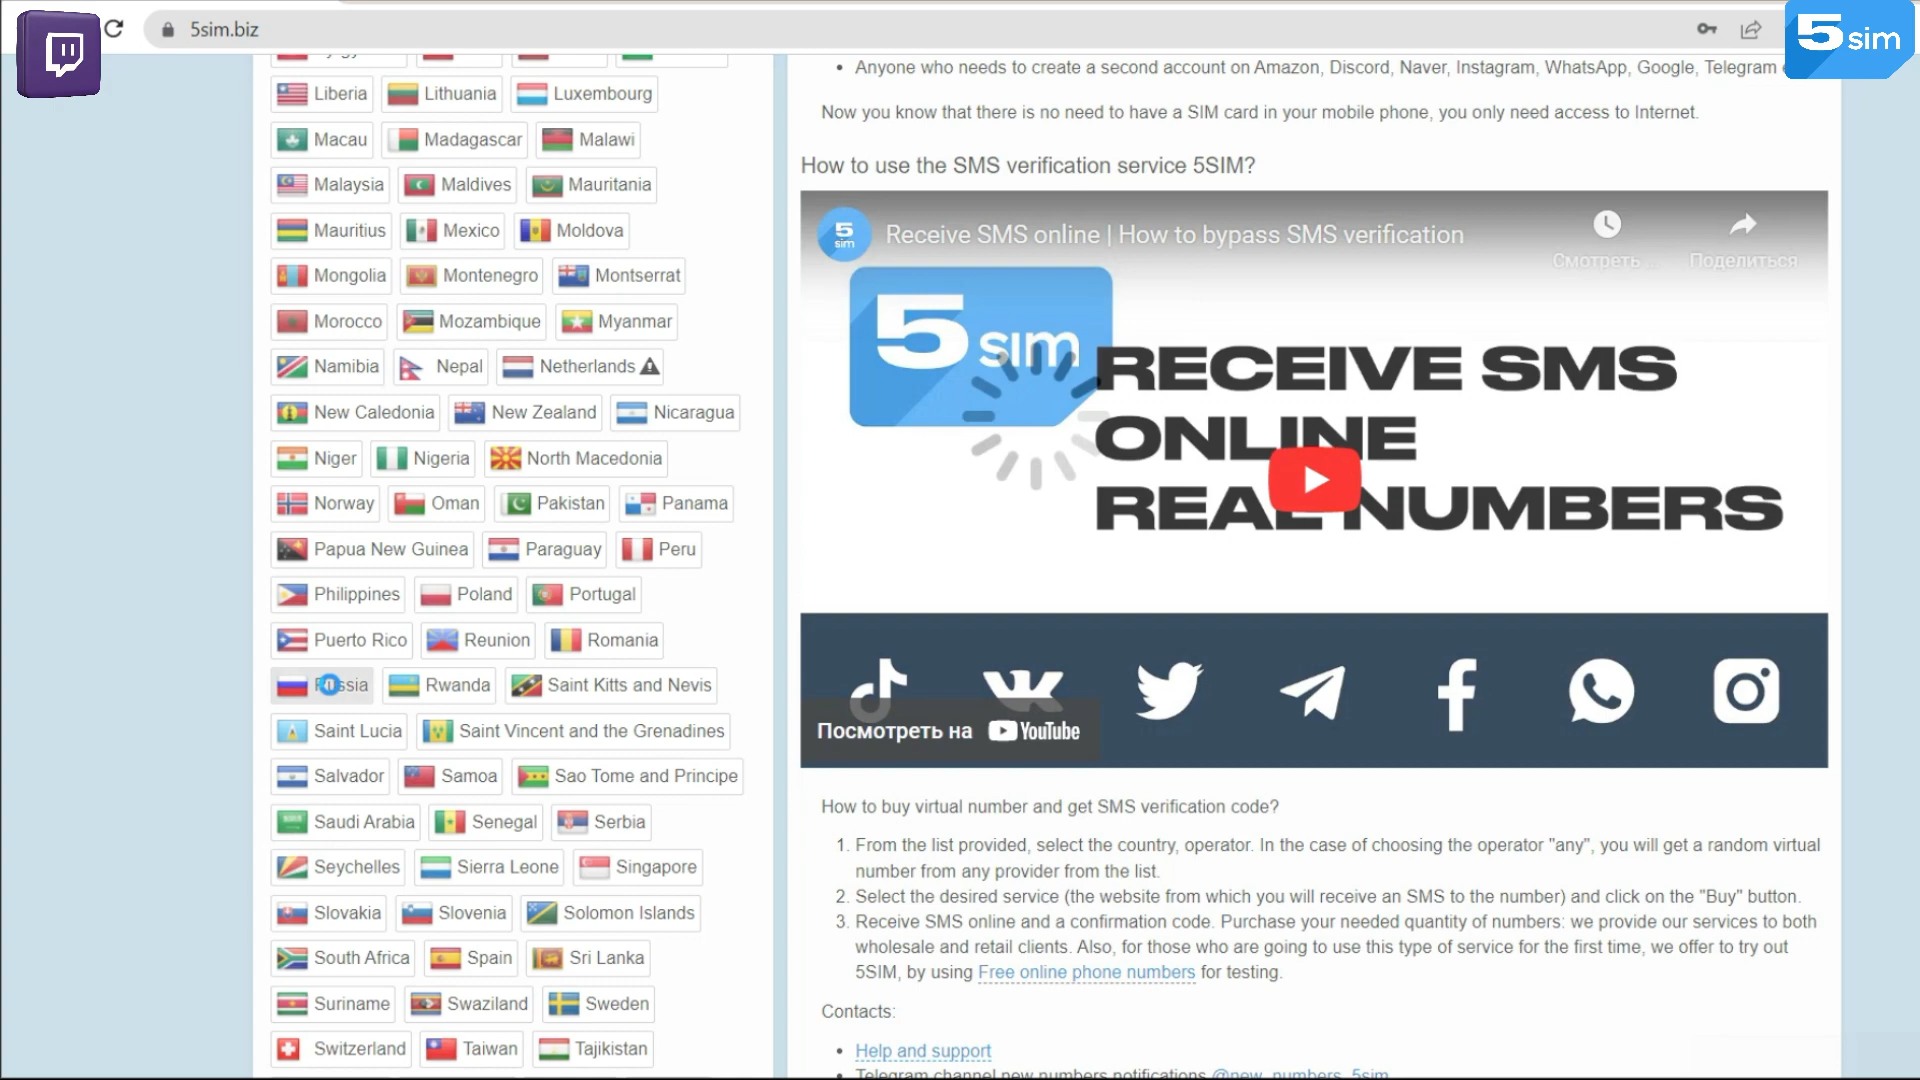 5sim.biz
5 sim
Liberia Lithuania Luxembourg
Macau Madagascar Malawi
Malaysia Maldives Mauritania
Mauritius Mexico Moldova
Mongolia Montenegro Montserrat
Morocco Mozambique Myanmar
Namibia Nepal Netherlands
New Caledonia New Zealand Nicaragua
Niger Nigeria North Macedonia
Norway Oman Pakistan Panama
Papua New Guinea Paraguay Peru
Philippines Poland Portugal
Puerto Rico Reunion Romania
Russia Rwanda Saint Kitts and Nevis
Saint Lucia Saint Vincent and the Grenadines
Salvador Samoa Sao Tome and Principe
Saudi Arabia Senegal Serbia
Seychelles Sierra Leone Singapore
Slovakia Slovenia Solomon Islands
South Africa Spain Sri Lanka
Suriname Swaziland Sweden
Switzerland Taiwan Tajikistan
• Anyone who needs to create a second account on Amazon, Discord, Naver, Instagram, WhatsApp, Google, Telegram
Now you know that there is no need to have a SIM card in your mobile phone, you only need access to Internet.
How to use the SMS verification service 5SIM?
5 sim
Receive SMS online | How to bypass SMS verification
Смотреть ...
Поделиться
5 sim
RECEIVE SMS
ONLINE
REAL NUMBERS
Посмотреть на YouTube
How to buy virtual number and get SMS verification code?
1. From the list provided, select the country, operator. In the case of choosing the operator "any", you will get a random virtual
number from any provider from the list.
2. Select the desired service (the website from which you will receive an SMS to the number) and click on the "Buy" button.
3. Receive SMS online and a confirmation code. Purchase your needed quantity of numbers: we provide our services to both
wholesale and retail clients. Also, for those who are going to use this type of service for the first time, we offer to try out
5SIM, by using Free online phone numbers for testing.
Contacts:
• Help and support
• Telegram channel new numbers notifications @new_numbers_5sim